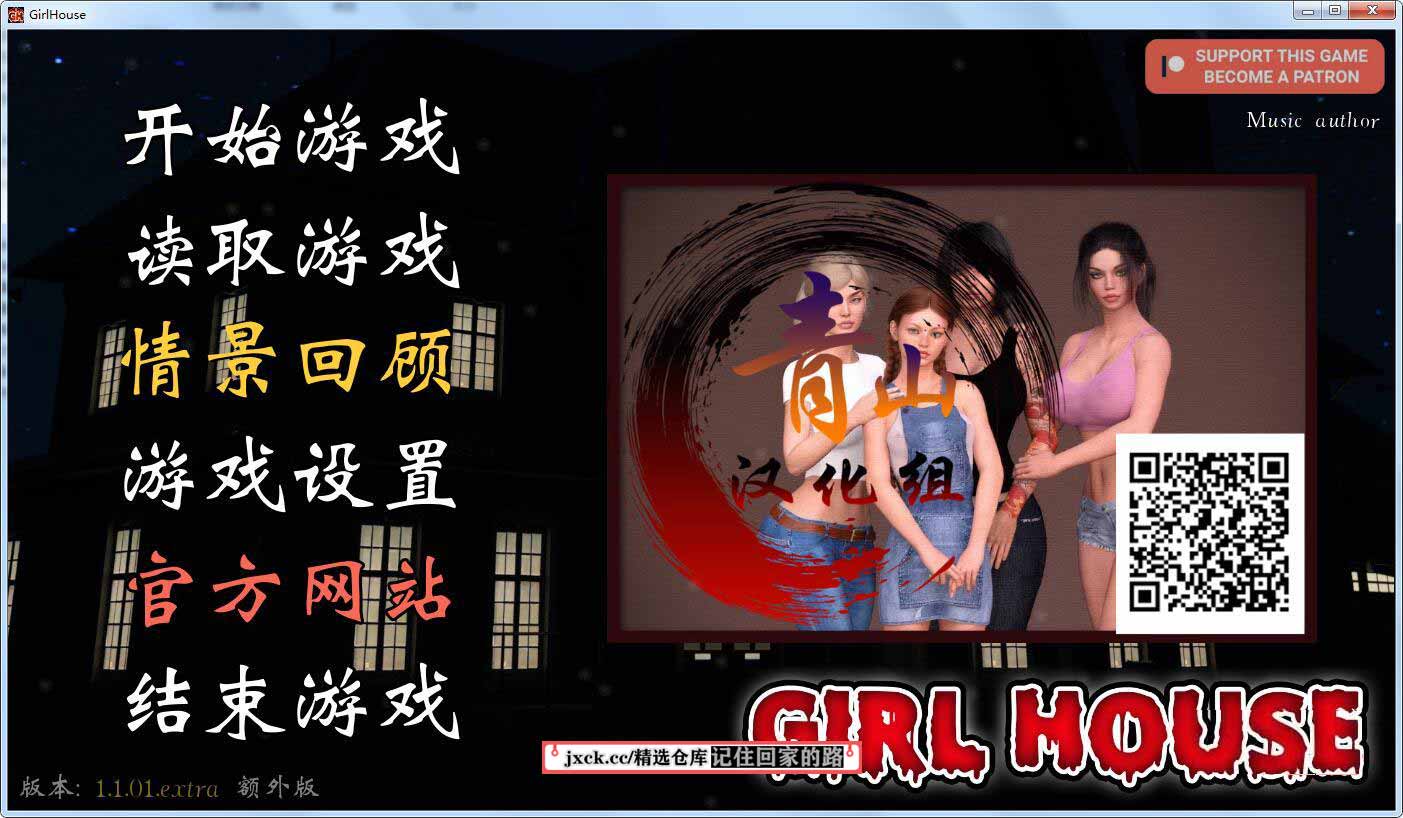 GirlHouse
SUPPORT THIS GAME
BECOME A PATRON
Music author
开始游戏
读取游戏
情景回顾
游戏设置
官方网站
结束游戏
青山
汉化组
GIRL HOUSE
jxck.cc/精选仓库 记住回家的路
版本: 1.1.01.extra 额外版